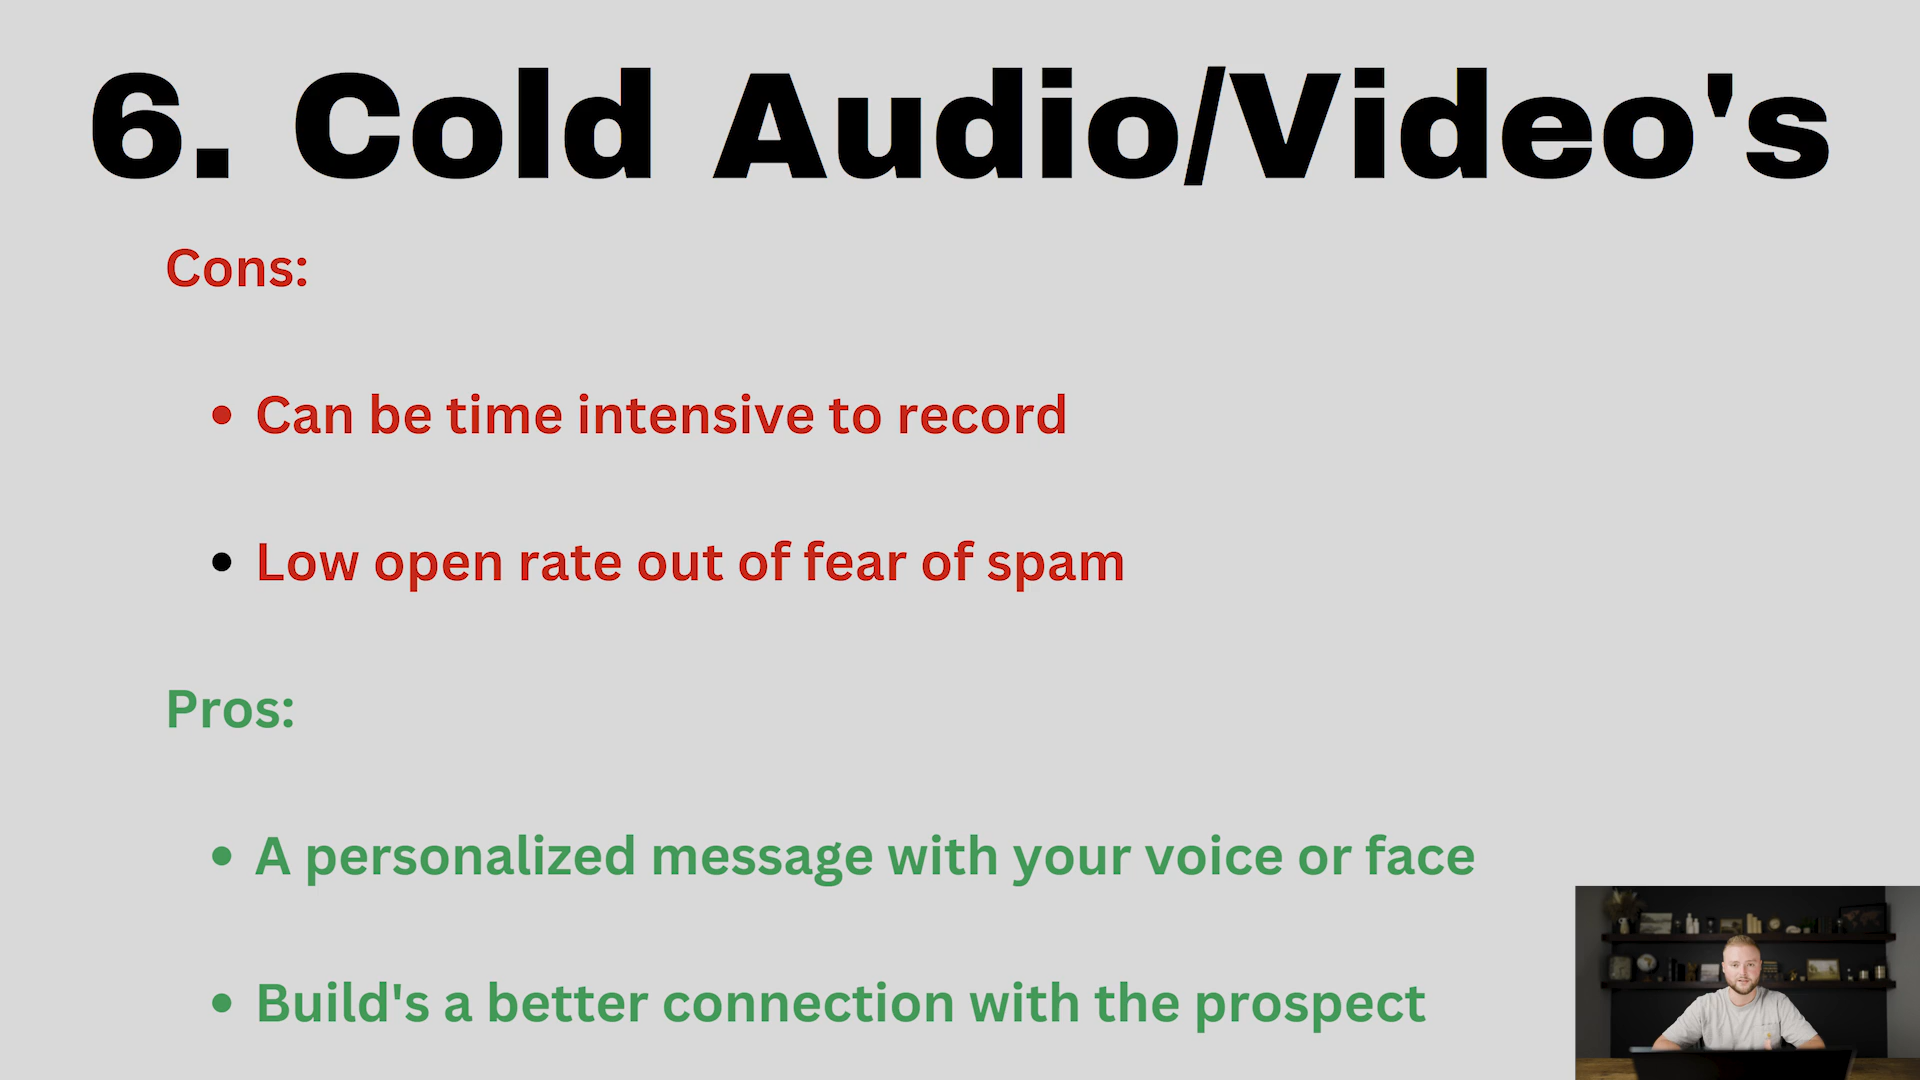 6. Cold Audio/Video's
Cons:
• Can be time intensive to record
• Low open rate out of fear of spam
Pros:
• A personalized message with your voice or face
• Build's a better connection with the prospect